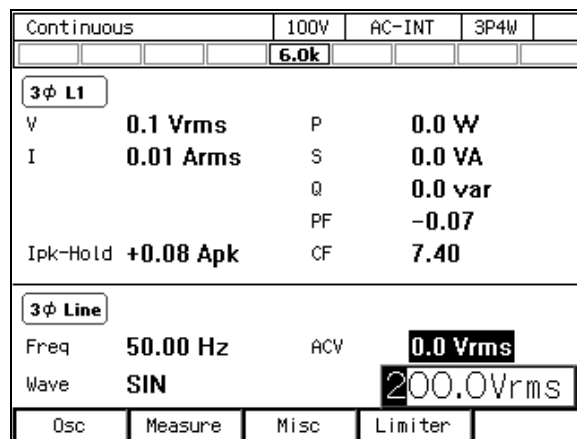 Continuous 100V AC-INT 3P4W
6.0k
3φ L1
V 0.1 Vrms P 0.0 W
I 0.01 Arms S 0.0 VA
Q 0.0 var
PF -0.07
Ipk-Hold +0.08 Apk CF 7.40
3φ Line
Freq 50.00 Hz ACV 0.0 Vrms
Wave SIN 200.0Vrms
Osc Measure Misc Limiter